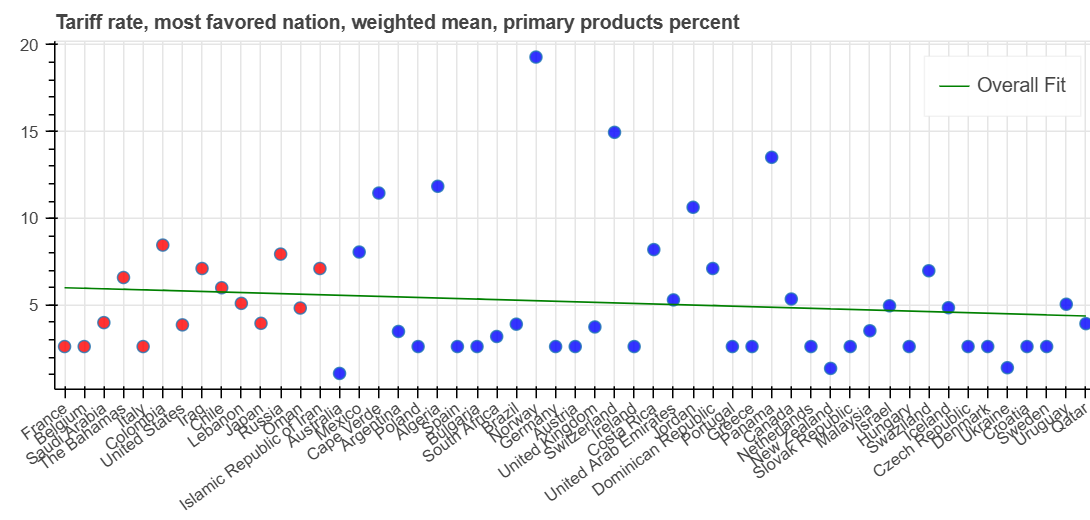 Tariff rate, most favored nation, weighted mean, primary products percent
20
15
10
5
Overall Fit
France
Belgium
Saudi Arabia
The Bahamas
Italy
Colombia
United States
Iraq
Chile
Lebanon
Japan
Russia
Oman
Islamic Republic of Iran
Australia
Mexico
Cape Verde
Argentina
Poland
Algeria
Spain
Bulgaria
South Africa
Brazil
Norway
Germany
Austria
United Kingdom
Switzerland
Ireland
Costa Rica
United Arab Emirates
Jordan
Dominican Republic
Portugal
Greece
Panama
Canada
Netherlands
New Zealand
Slovak Republic
Malaysia
Israel
Hungary
Swaziland
Iceland
Czech Republic
Denmark
Ukraine
Croatia
Sweden
Uruguay
Qatar